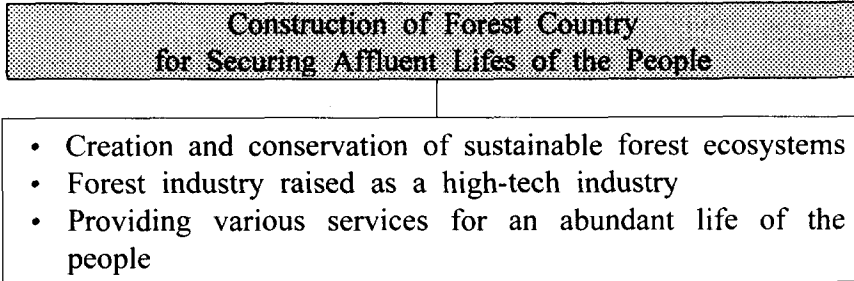 Construction of Forest Country
for Securing Affluent Lifes of the People
• Creation and conservation of sustainable forest ecosystems
• Forest industry raised as a high-tech industry
• Providing various services for an abundant life of the
people